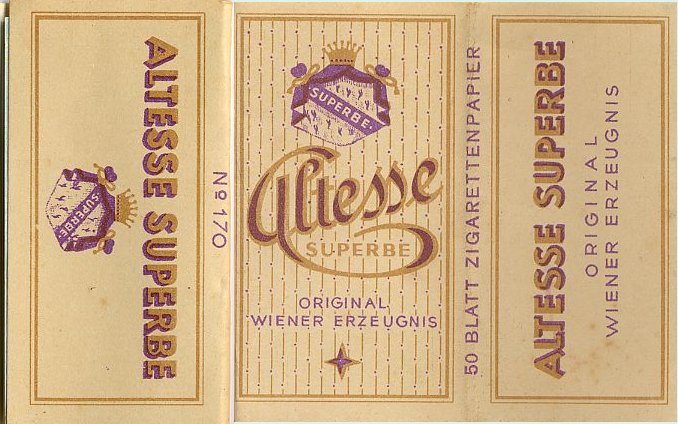 ALTESSE SUPERBE
SUPERBE
No 170
SUPERBE
Altesse
SUPERBE
ORIGINAL
WIENER ERZEUGNIS
50 BLATT ZIGARETTENPAPIER
ALTESSE SUPERBE
ORIGINAL
WIENER ERZEUGNIS